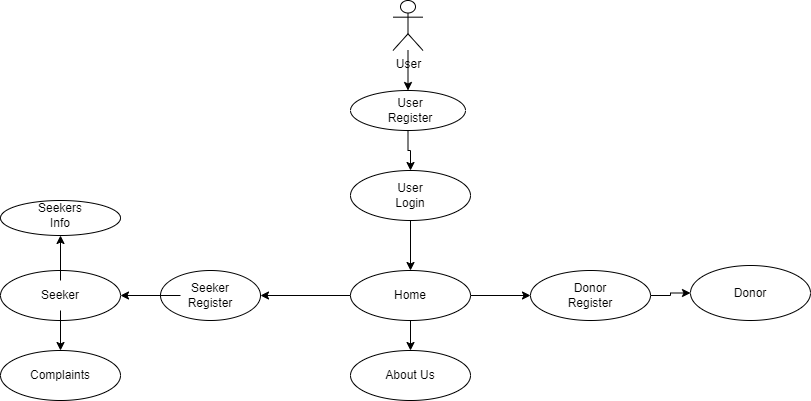 User
User
Register
User
Login
Seekers
Info
Seeker
Seeker
Register
Home
Donor
Register
Donor
Complaints
About Us